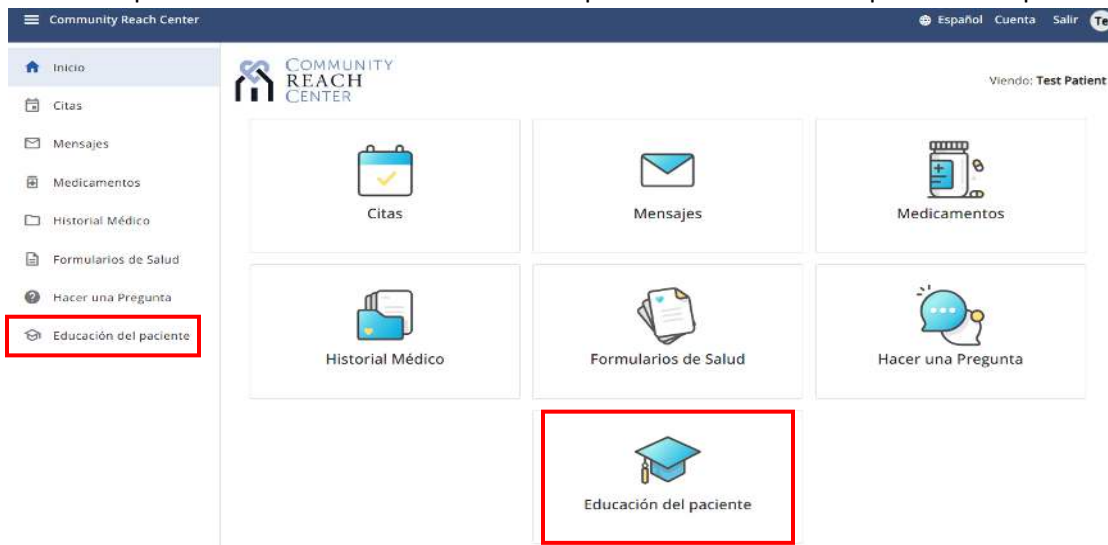 Community Reach Center
Español Cuenta Salir Te
Inicio
Citas
Mensajes
Medicamentos
Historial Médico
Formularios de Salud
Hacer una Pregunta
Educación del paciente
COMMUNITY
REACH
CENTER
Viendo: Test Patient
Citas
Mensajes
Medicamentos
Historial Médico
Formularios de Salud
Hacer una Pregunta
Educación del paciente